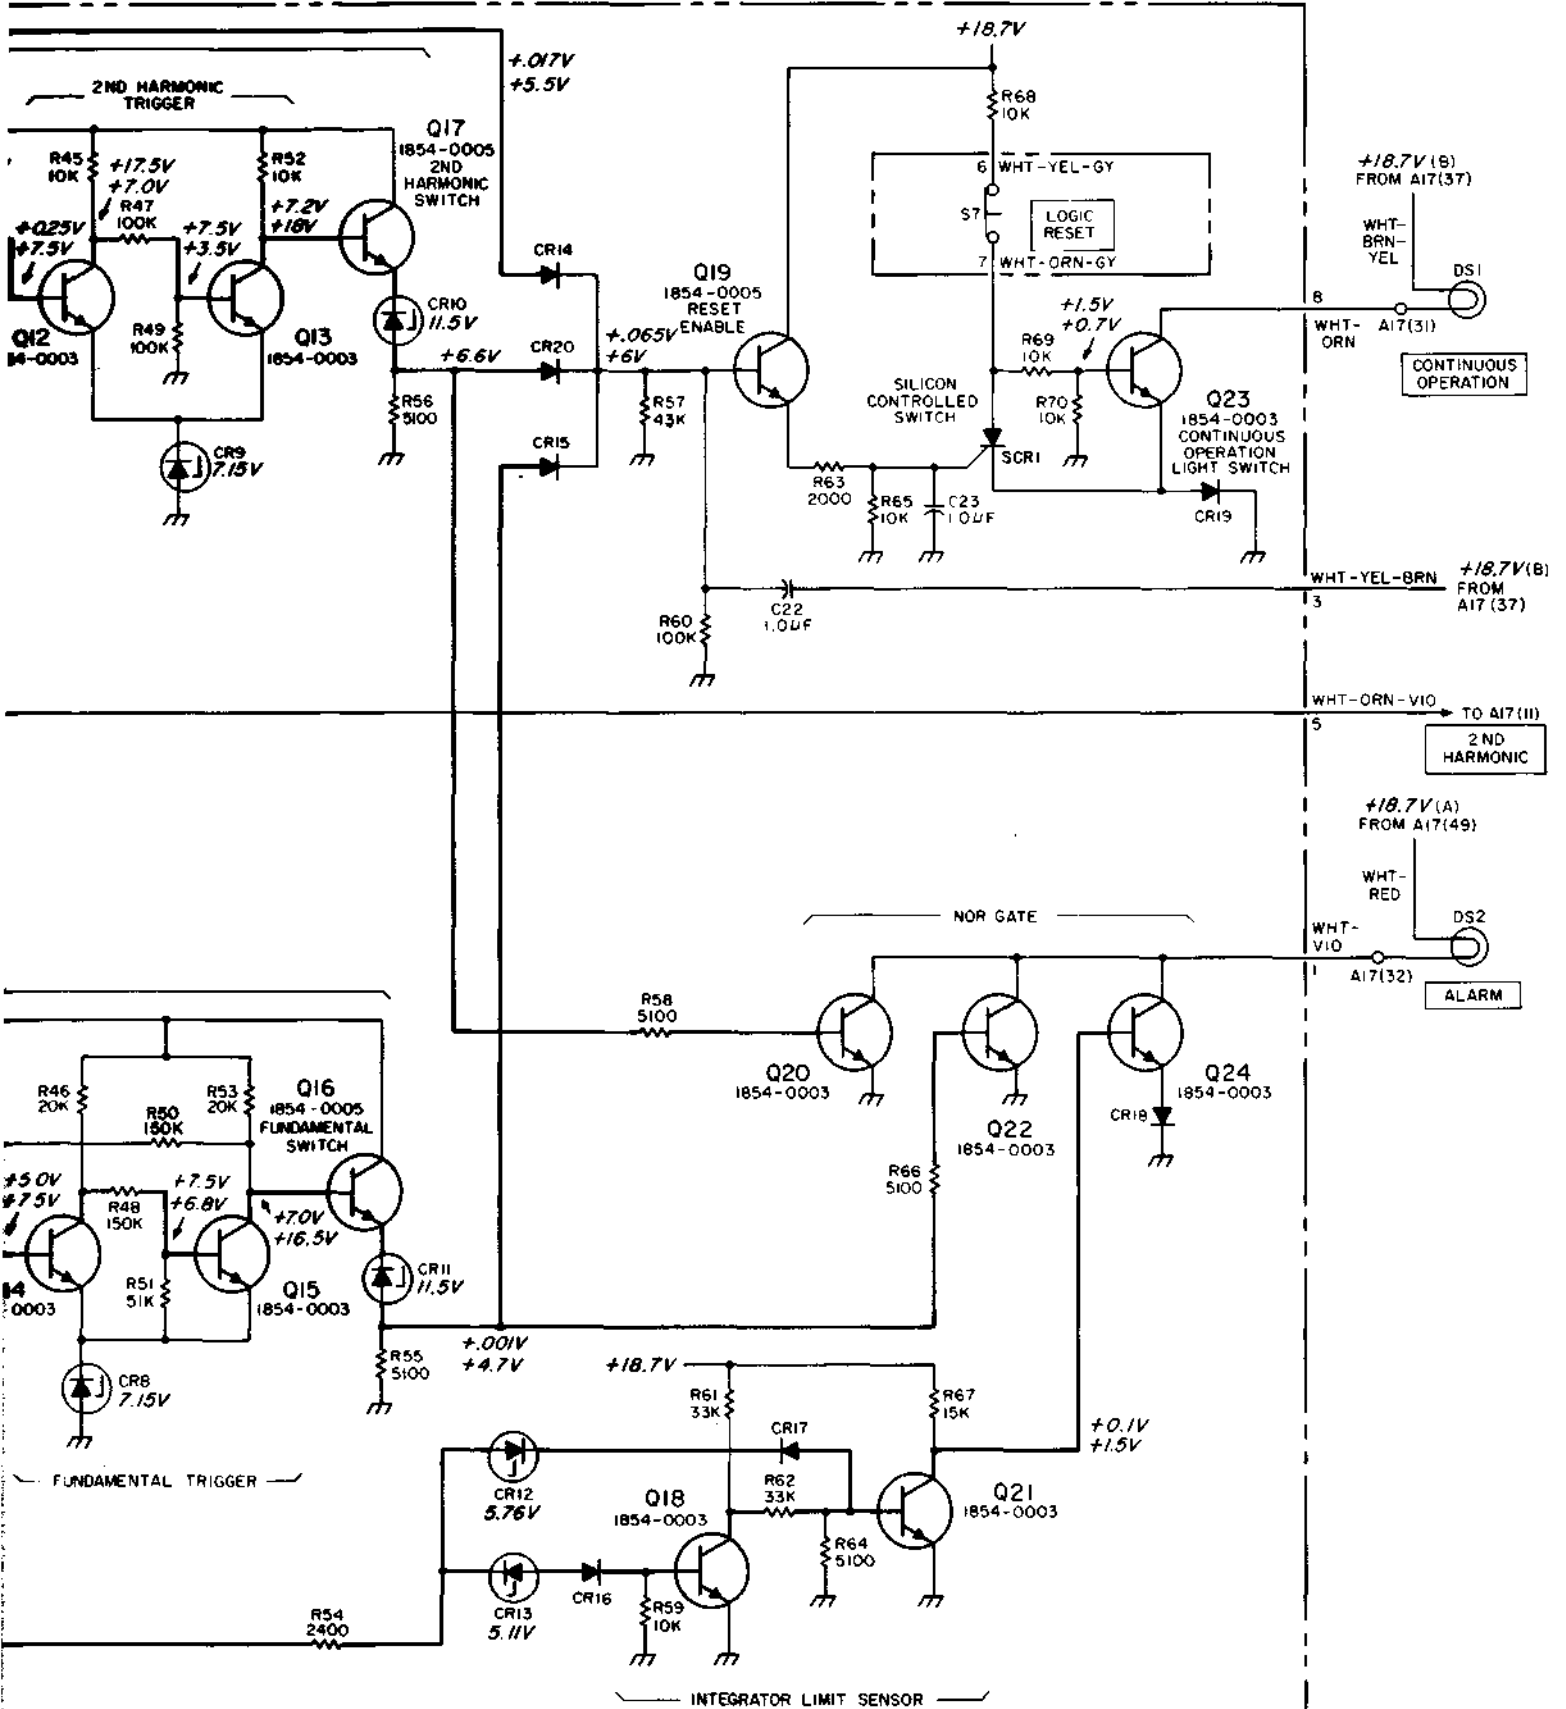 +18.7V
+.017V
+5.5V
2ND HARMONIC
TRIGGER
R68
10K
Q17
1854-0005
2ND
HARMONIC
SWITCH
R45
10K
+17.5V
+7.0V
R47
100K
R52
10K
+7.2V
+18V
+7.5V
+3.5V
+0.25V
+7.5V
6
WHT-YEL-GY
S7
LOGIC
RESET
7
WHT-ORN-GY
+18.7V (B)
FROM A17(37)
WHT-
BRN-
YEL
DS1
8
WHT-
ORN
A17(31)
CONTINUOUS
OPERATION
CR14
Q19
1854-0005
RESET
ENABLE
CR10
11.5V
Q12
4-0003
R49
100K
Q13
1854-0003
+6.6V
CR20
+.065V
+6V
+1.5V
+0.7V
R69
10K
R56
5100
R57
43K
SILICON
CONTROLLED
SWITCH
R70
10K
Q23
1854-0003
CONTINUOUS
OPERATION
LIGHT SWITCH
CR9
7.15V
CR15
SCR1
R63
2000
R65
10K
C23
1.0UF
CR19
C22
1.0UF
R60
100K
WHT-YEL-BRN
3
+18.7V(B)
FROM
A17 (37)
WHT-ORN-VIO
5
TO A17(11)
2ND
HARMONIC
+18.7V(A)
FROM A17(49)
WHT-
RED
DS2
NOR GATE
WHT-
VIO
1
A17(32)
ALARM
R58
5100
Q20
1854-0003
Q22
1854-0003
Q24
1854-0003
CR18
R66
5100
R46
20K
R50
150K
R53
20K
Q16
1854-0005
FUNDAMENTAL
SWITCH
+5.0V
+7.5V
R48
150K
+7.5V
+6.8V
+7.0V
+16.5V
4
0003
R51
51K
Q15
1854-0003
CR11
11.5V
CR8
7.15V
R55
5100
+.001V
+4.7V
+18.7V
R61
33K
R67
15K
+0.1V
+1.5V
FUNDAMENTAL TRIGGER
CR12
5.76V
CR17
R62
33K
Q18
1854-0003
Q21
1854-0003
R64
5100
CR13
5.11V
CR16
R59
10K
R54
2400
INTEGRATOR LIMIT SENSOR